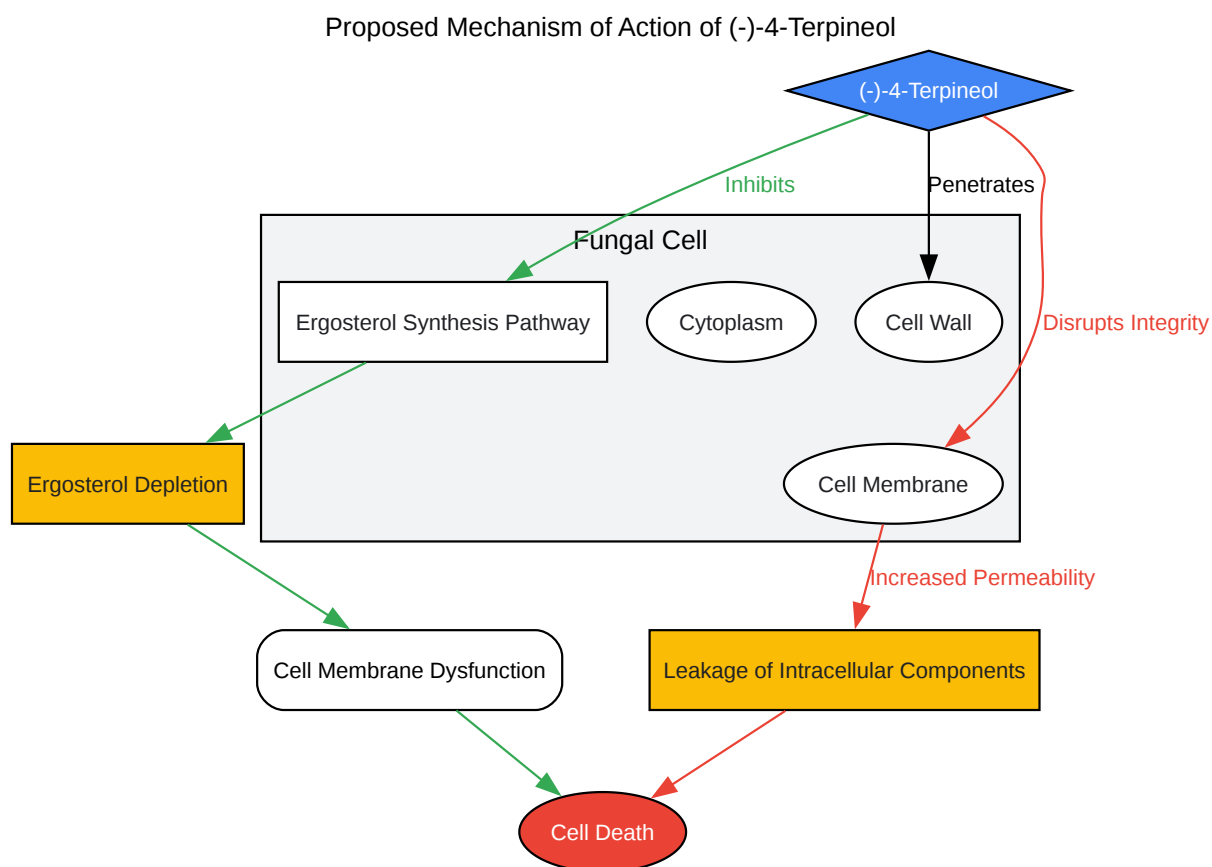 Proposed Mechanism of Action of (-)-4-Terpineol
(-)-4-Terpineol
Inhibits
Penetrates
Fungal Cell
Ergosterol Synthesis Pathway
Cytoplasm
Cell Wall
Disrupts Integrity
Ergosterol Depletion
Cell Membrane
Increased Permeability
Cell Membrane Dysfunction
Leakage of Intracellular Components
Cell Death